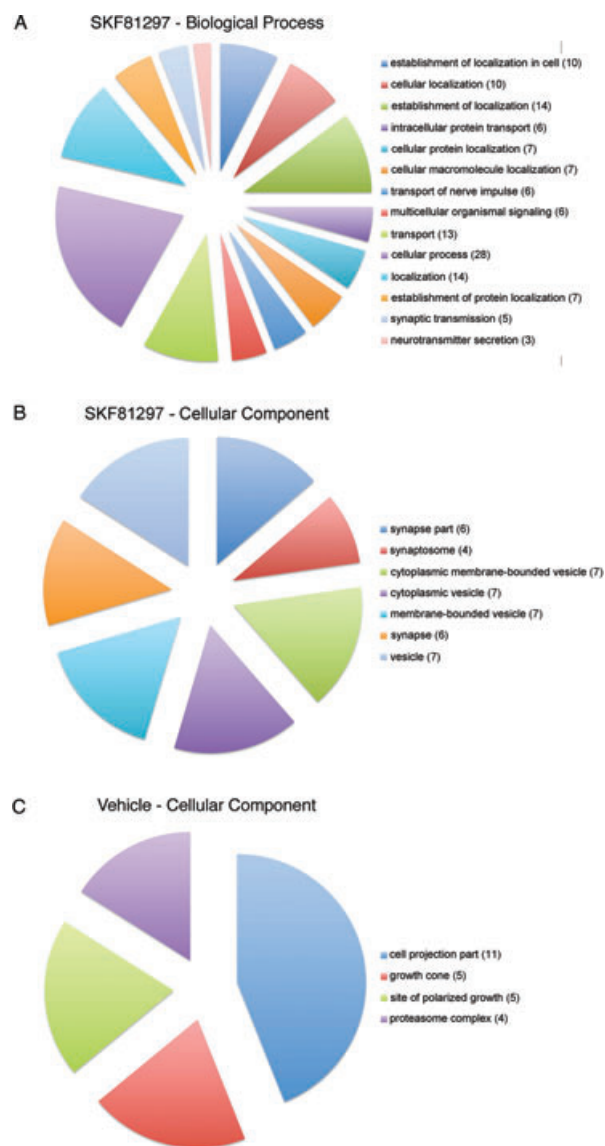 A
SKF81297 - Biological Process
establishment of localization in cell (10)
cellular localization (10)
establishment of localization (14)
intracellular protein transport (6)
cellular protein localization (7)
cellular macromolecule localization (7)
transport of nerve impulse (6)
multicellular organismal signaling (6)
transport (13)
cellular process (28)
localization (14)
establishment of protein localization (7)
synaptic transmission (5)
neurotransmitter secretion (3)
B
SKF81297 - Cellular Component
synapse part (6)
synaptosome (4)
cytoplasmic membrane-bounded vesicle (7)
cytoplasmic vesicle (7)
membrane-bounded vesicle (7)
synapse (6)
vesicle (7)
C
Vehicle - Cellular Component
cell projection part (11)
growth cone (5)
site of polarized growth (5)
proteasome complex (4)